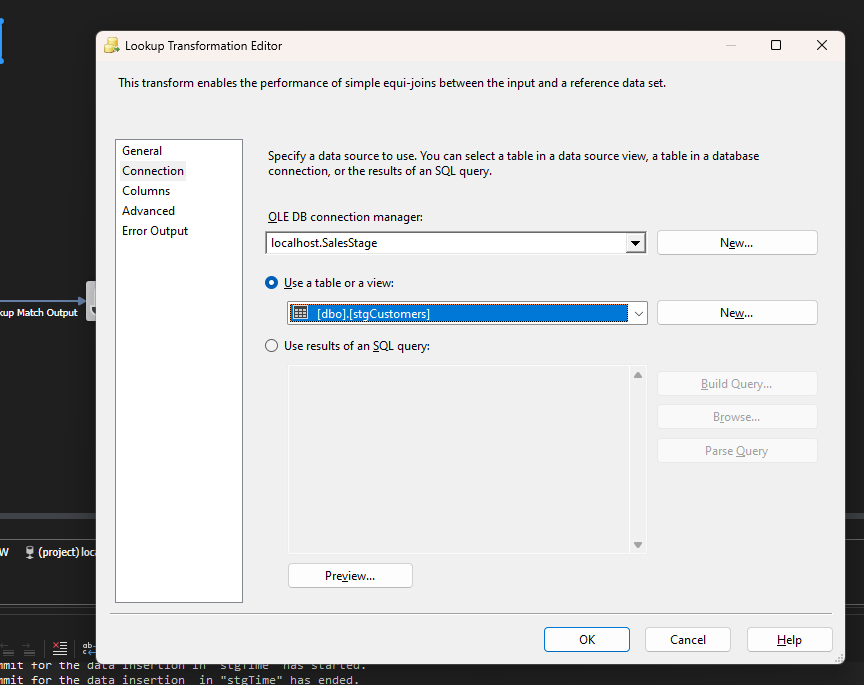 Lookup Transformation Editor
This transform enables the performance of simple equi-joins between the input and a reference data set.
General
Connection
Columns
Advanced
Error Output
Specify a data source to use. You can select a table in a data source view, a table in a database
connection, or the results of an SQL query.
OLE DB connection manager:
localhost.SalesStage
New...
Use a table or a view:
[dbo].[stgCustomers]
New...
Use results of an SQL query:
Build Query...
Browse...
Parse Query
Preview...
OK
Cancel
Help
kup Match Output
W
(project) loca
mmit for the data insertion in "stgTime" has started.
mmit for the data insertion  in "stgTime" has ended.